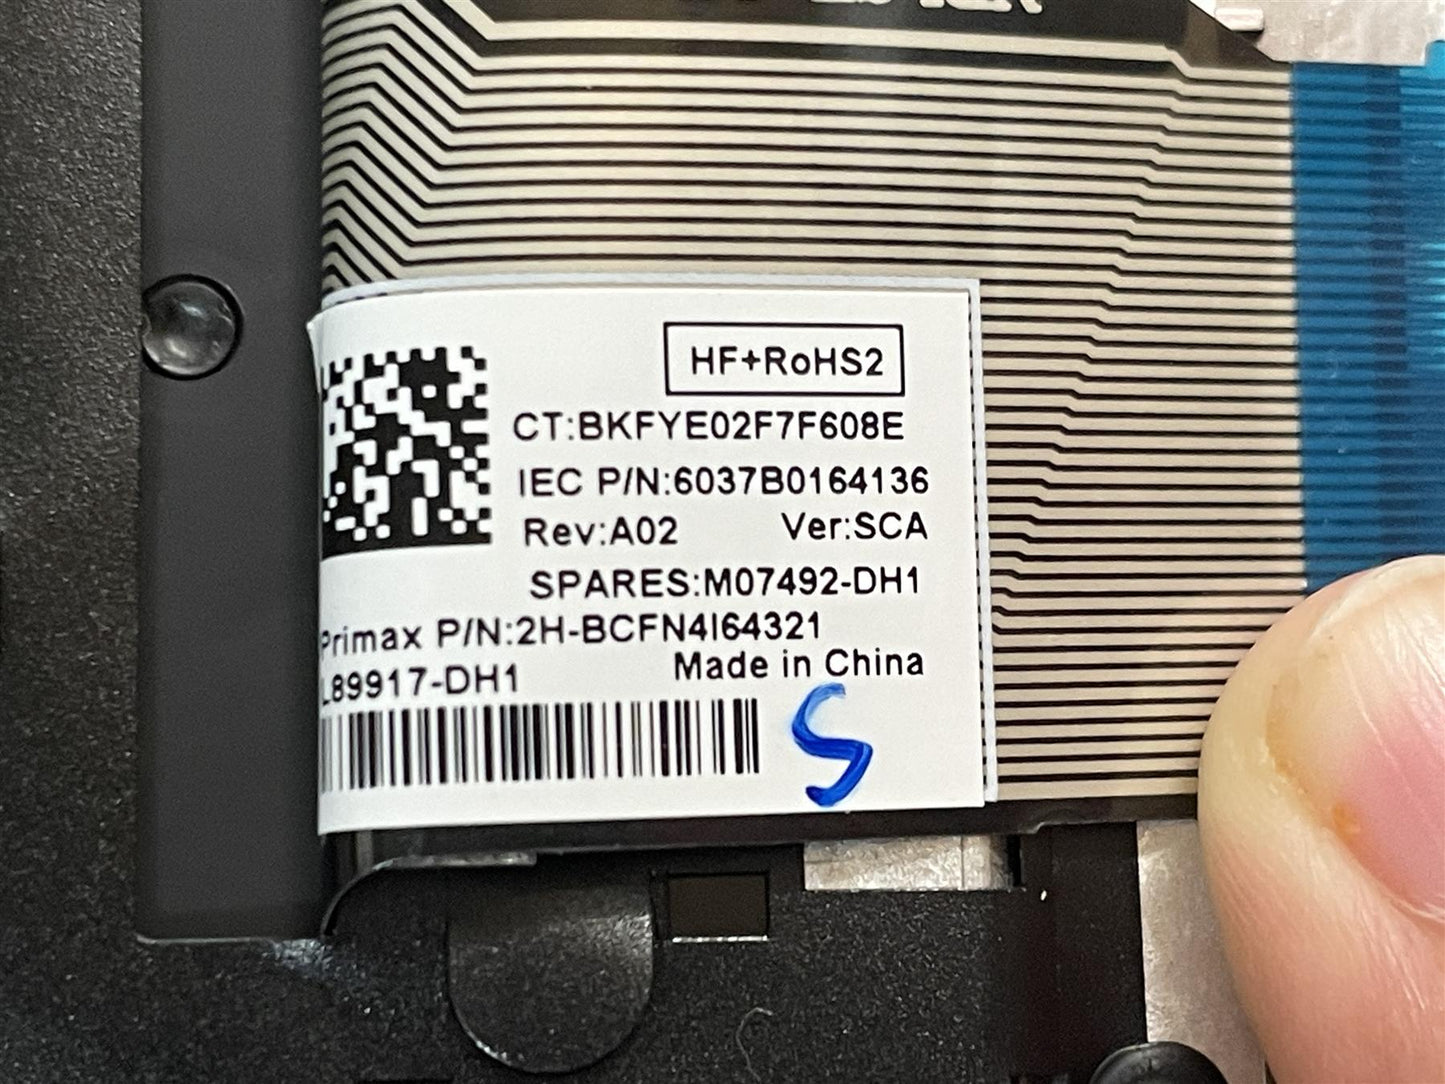 HF+RoHS2
CT:BKFYE02F7F608E
IEC P/N:6037B0164136
Rev:A02 Ver:SCA
SPARES:M07492-DH1
Primax P/N:2H-BCFN4I64321
L89917-DH1 Made in China
S